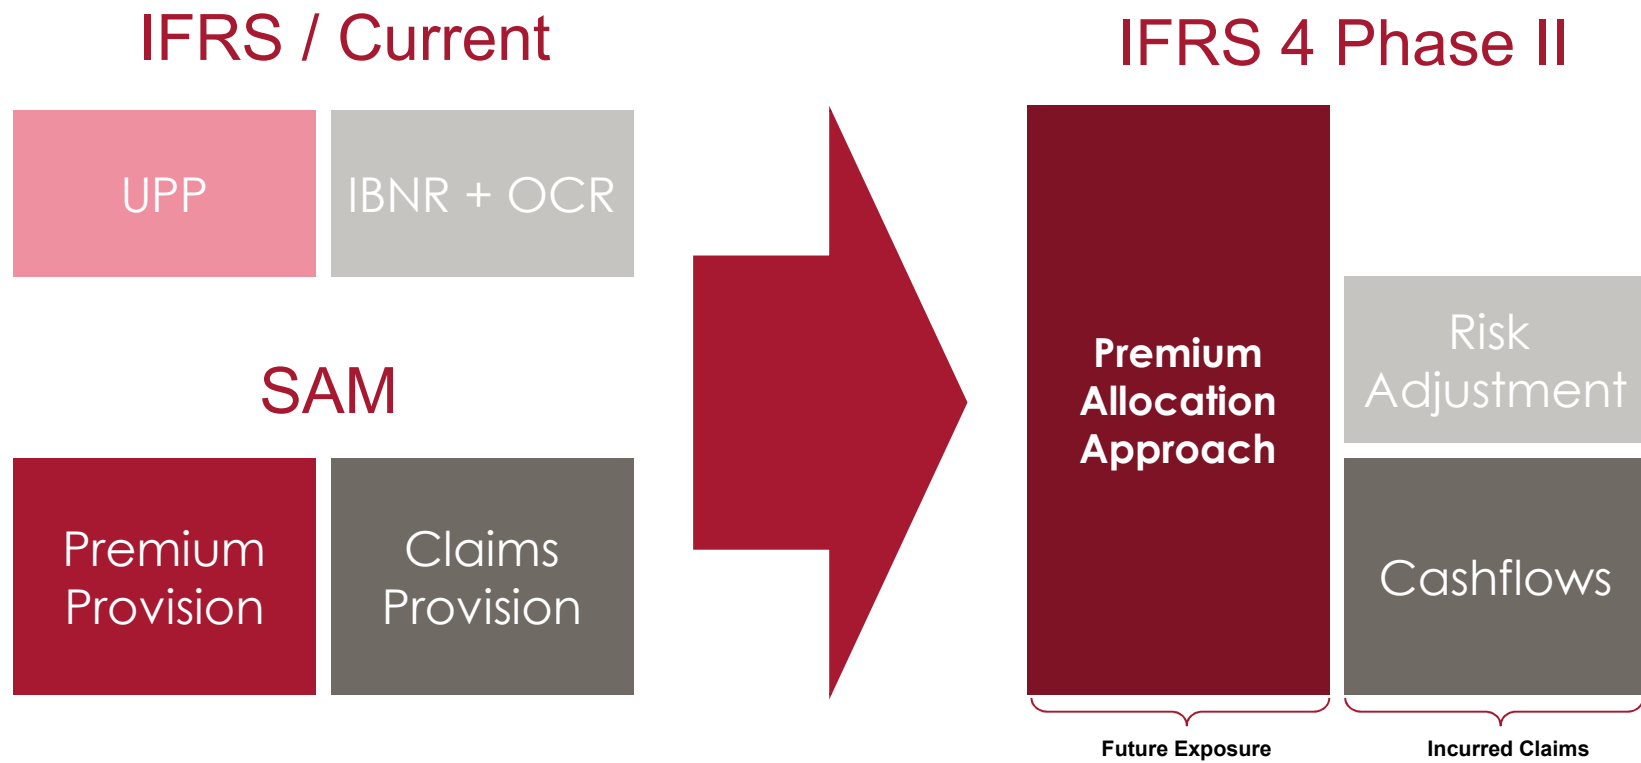 IFRS / Current
UPP
IBNR + OCR
SAM
Premium
Provision
Claims
Provision
IFRS 4 Phase II
Premium
Allocation
Approach
Risk
Adjustment
Cashflows
Future Exposure
Incurred Claims